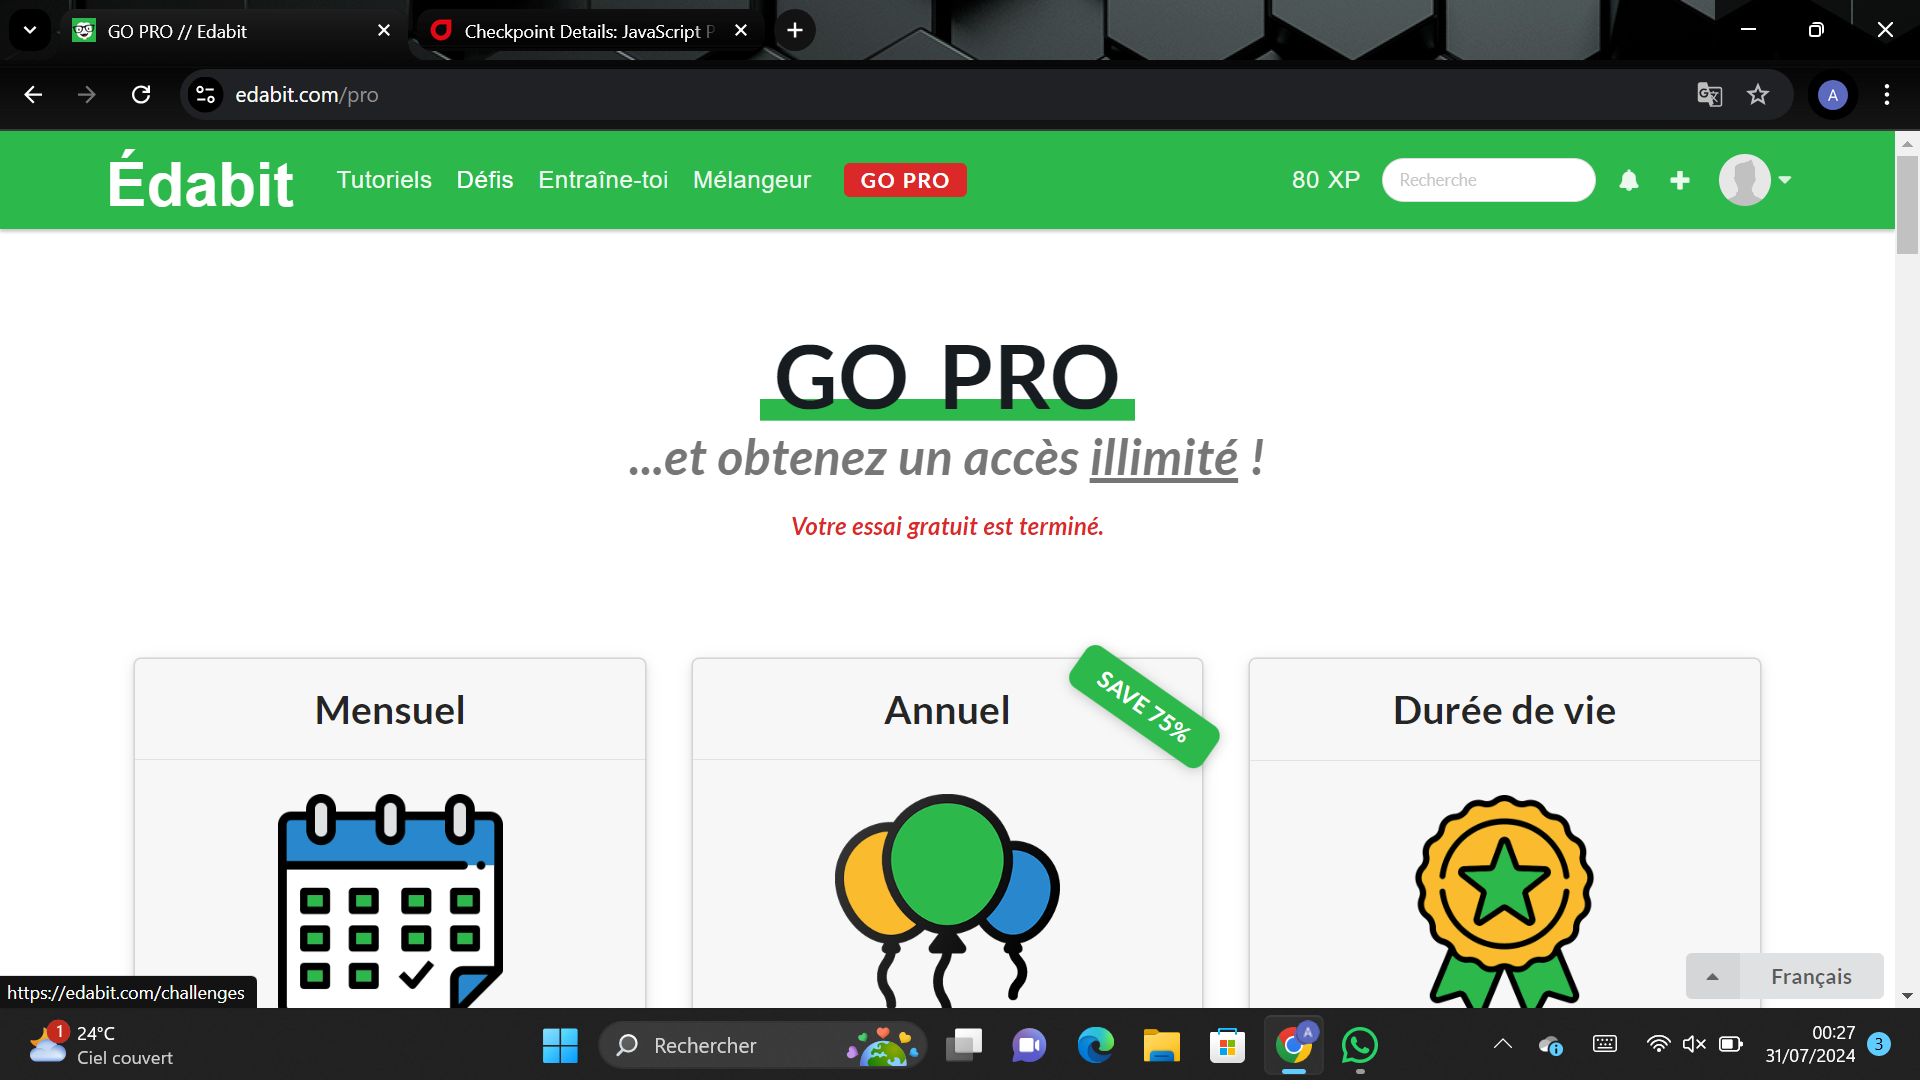 GO PRO // Edabit
Checkpoint Details: JavaScript P
edabit.com/pro
A
Édabit
Tutoriels
Défis
Entraîne-toi
Mélangeur
GO PRO
80 XP
Recherche
GO PRO
...et obtenez un accès illimité !
Votre essai gratuit est terminé.
Mensuel
Annuel
SAVE 75%
Durée de vie
Français
https://edabit.com/challenges
1
24°C
Ciel couvert
Rechercher
A
00:27
31/07/2024
3